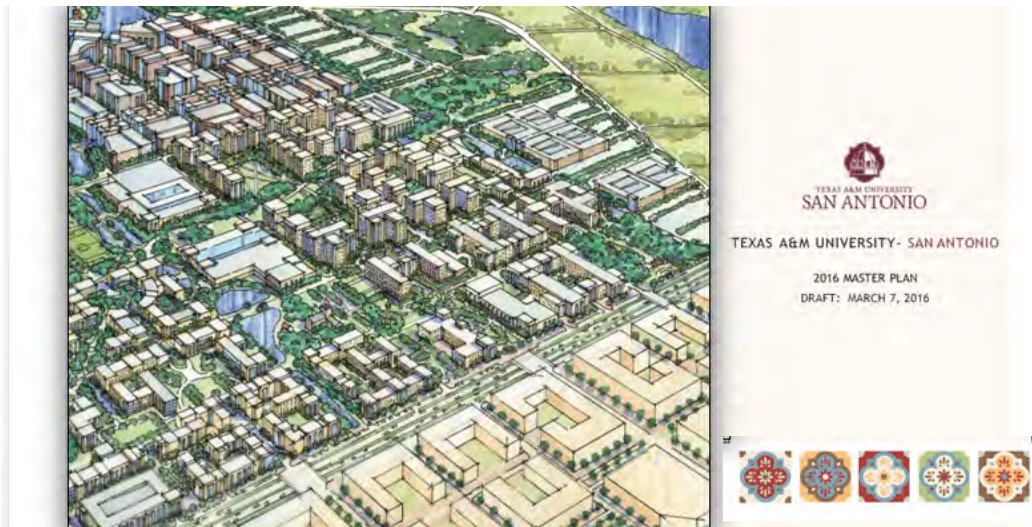 TEXAS A&M UNIVERSITY
SAN ANTONIO
TEXAS A&M UNIVERSITY- SAN ANTONIO
2016 MASTER PLAN
DRAFT: MARCH 7, 2016